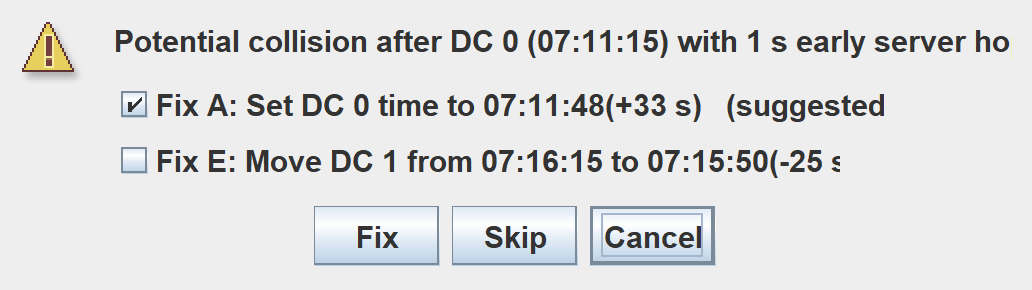 Potential collision after DC 0 (07:11:15) with 1 s early server ho
Fix A: Set DC 0 time to 07:11:48(+33 s) (suggested
Fix E: Move DC 1 from 07:16:15 to 07:15:50(-25 s
Fix Skip Cancel